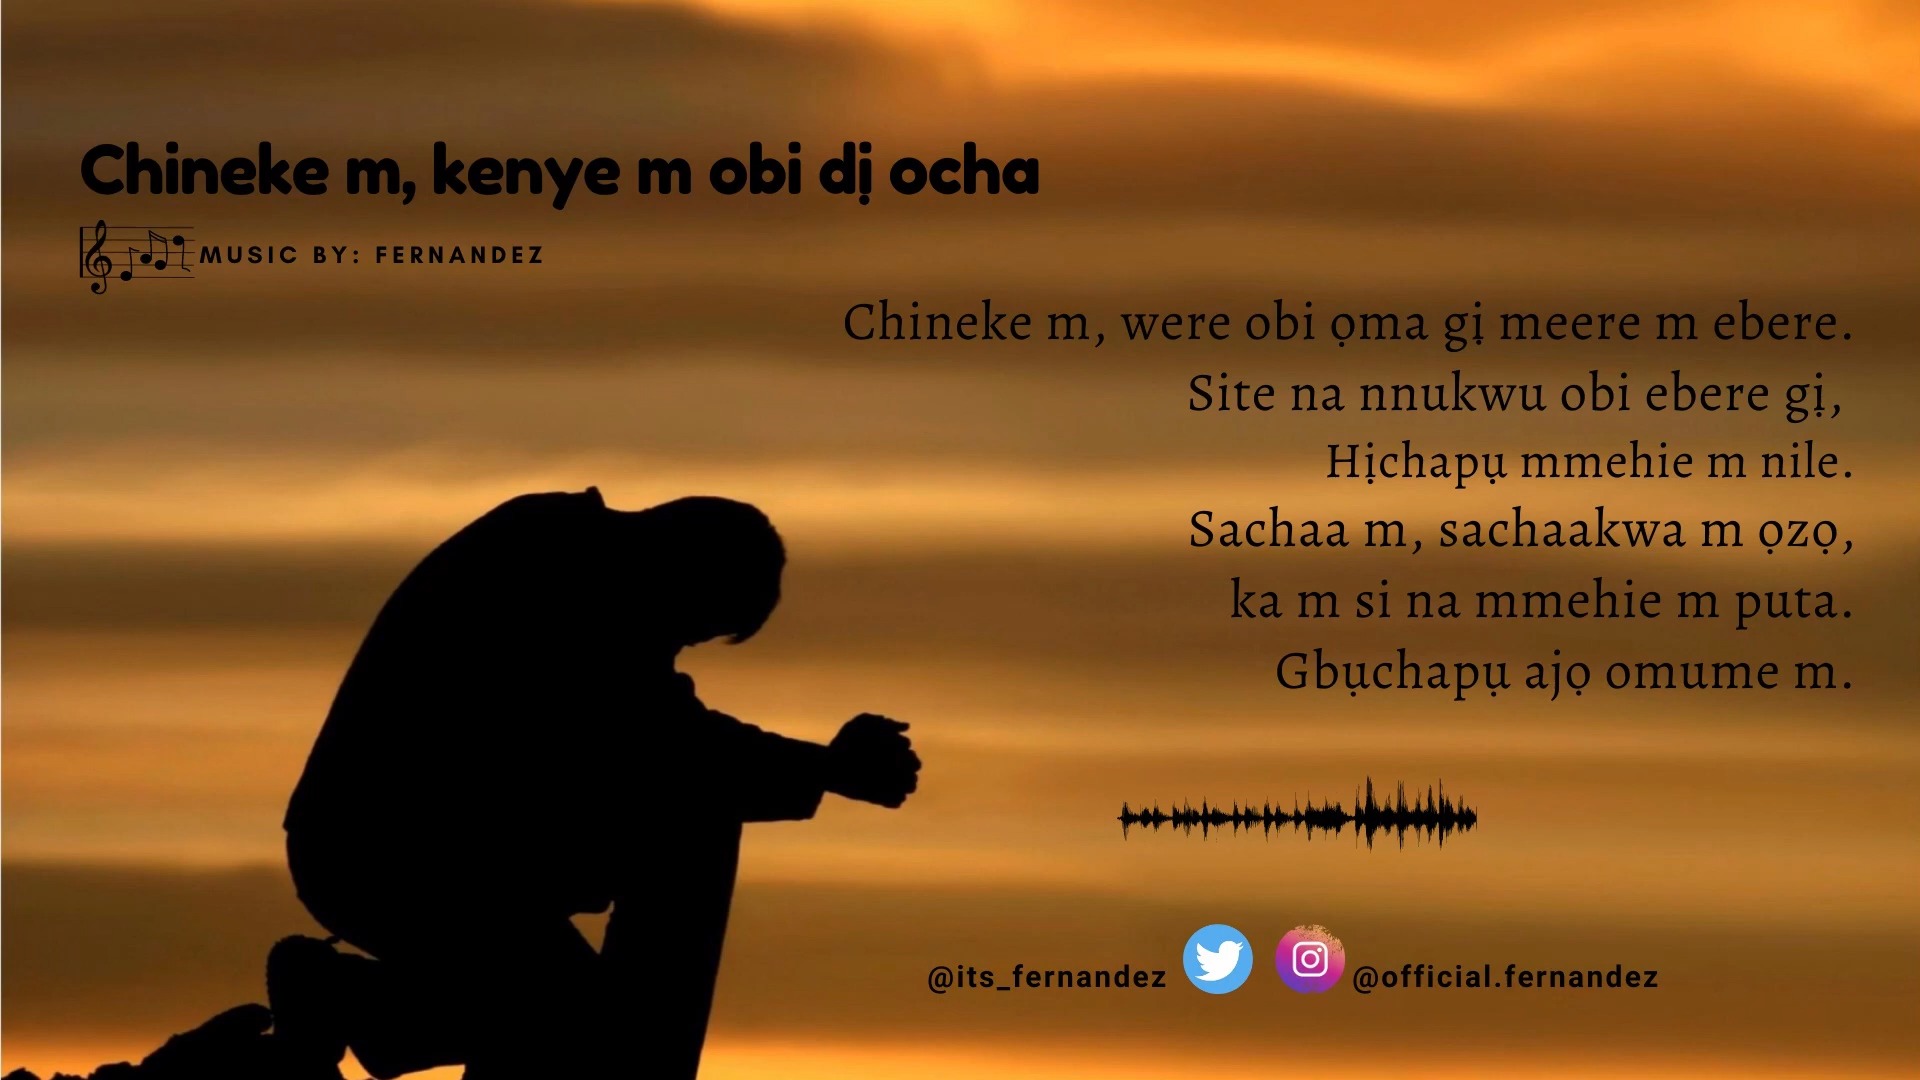 Chineke m, kenye m obi dị ocha
MUSIC BY: FERNANDEZ
Chineke m, were obi ọma gị meere m ebere.
Site na nnukwu obi ebere gị,
Hịchapụ mmehie m nile.
Sachaa m, sachaakwa m ọzọ,
ka m si na mmehie m puta.
Gbụchapụ ajọ omume m.
@its_fernandez @official.fernandez